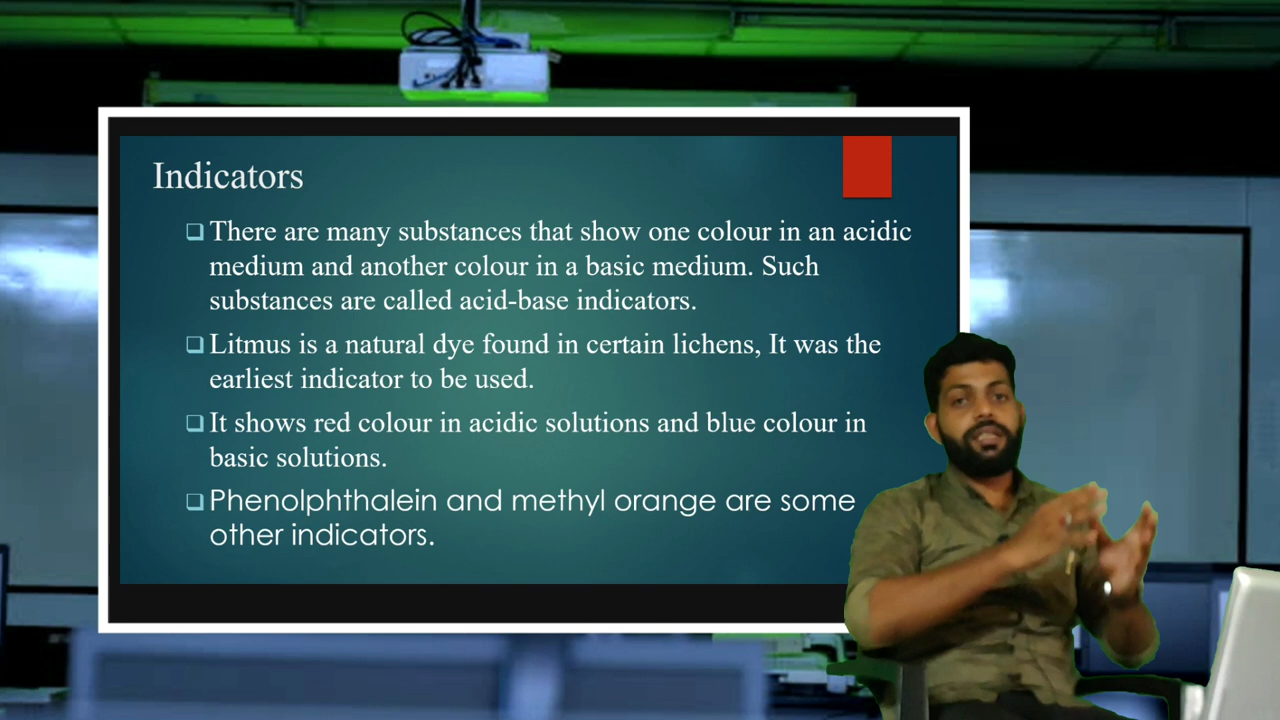 Indicators
There are many substances that show one colour in an acidic
medium and another colour in a basic medium. Such
substances are called acid-base indicators.
Litmus is a natural dye found in certain lichens, It was the
earliest indicator to be used.
It shows red colour in acidic solutions and blue colour in
basic solutions.
Phenolphthalein and methyl orange are some
other indicators.